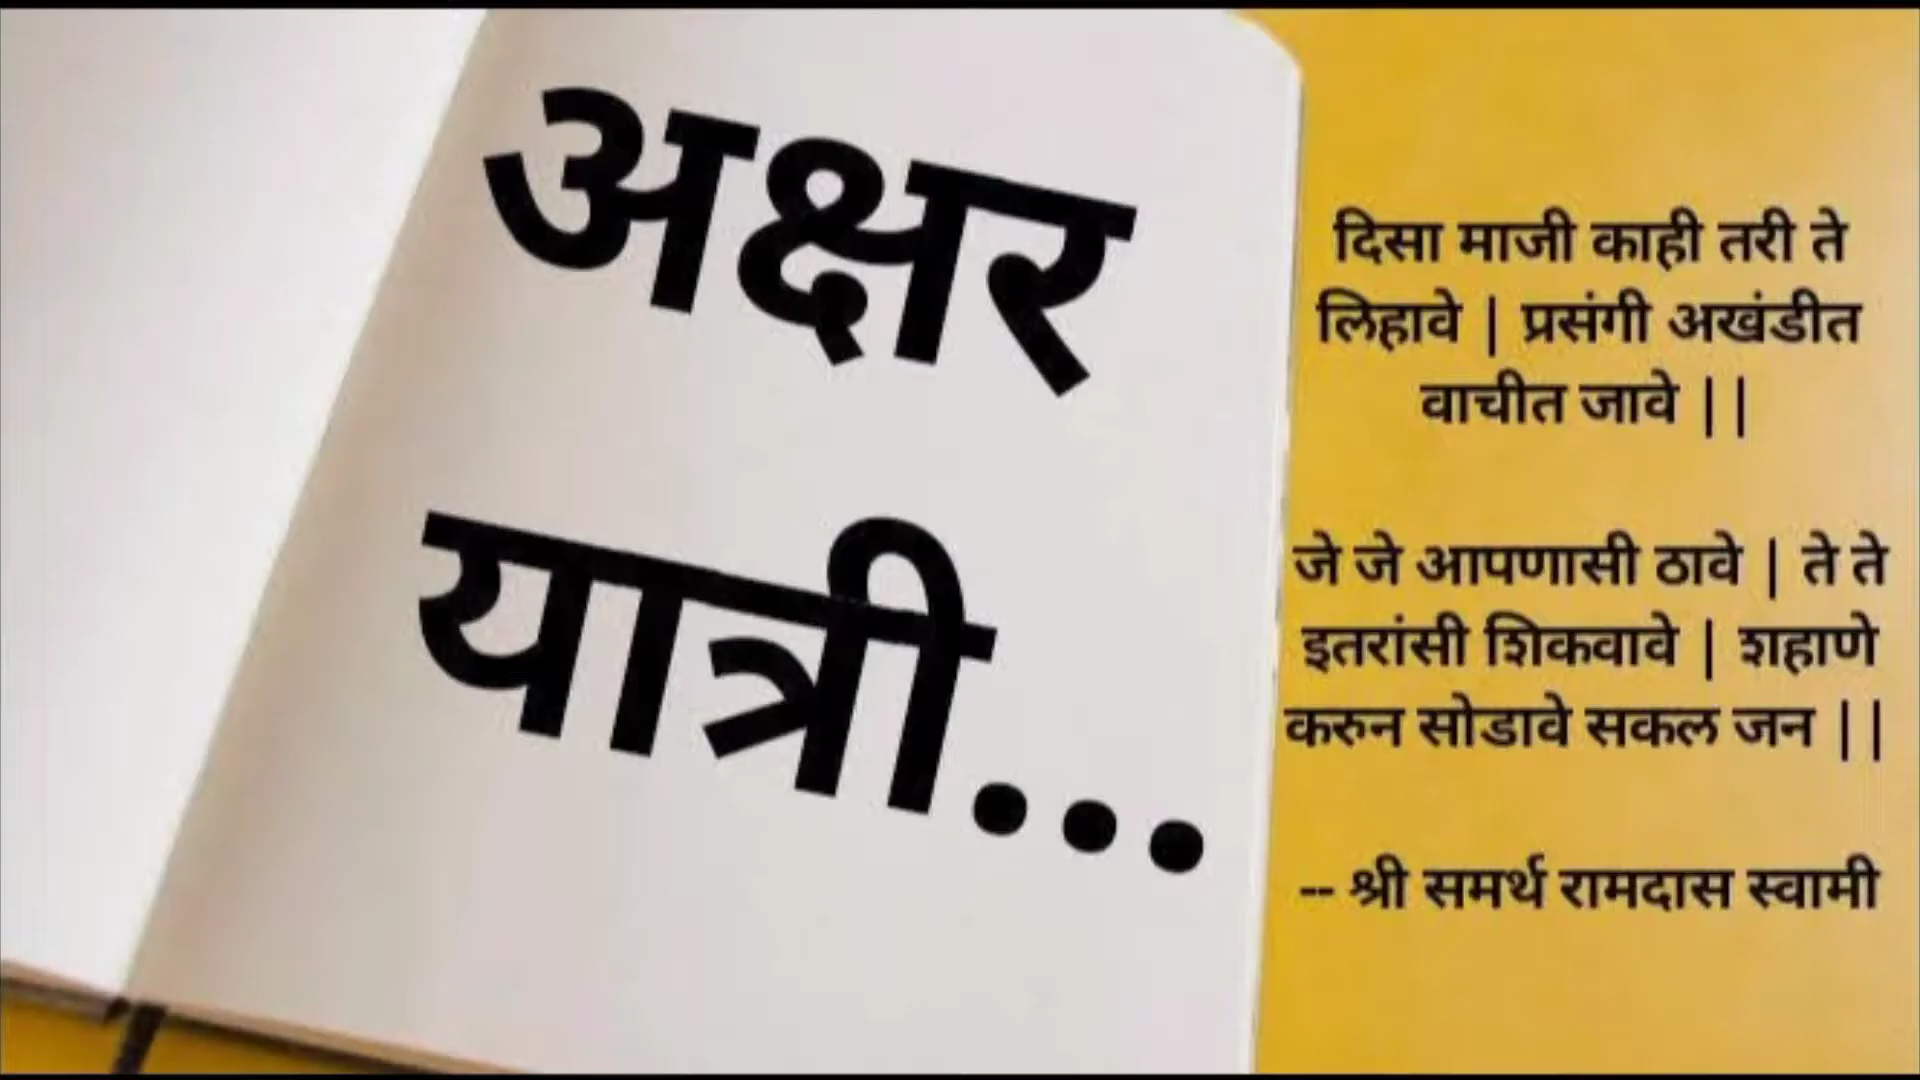 अक्षर
यात्री...
दिसा माजी काही तरी ते
लिहावे | प्रसंगी अखंडीत
वाचीत जावे ||
जे जे आपणासी ठावे | ते ते
इतरांसी शिकवावे | शहाणे
करुन सोडावे सकल जन ||
-- श्री समर्थ रामदास स्वामी